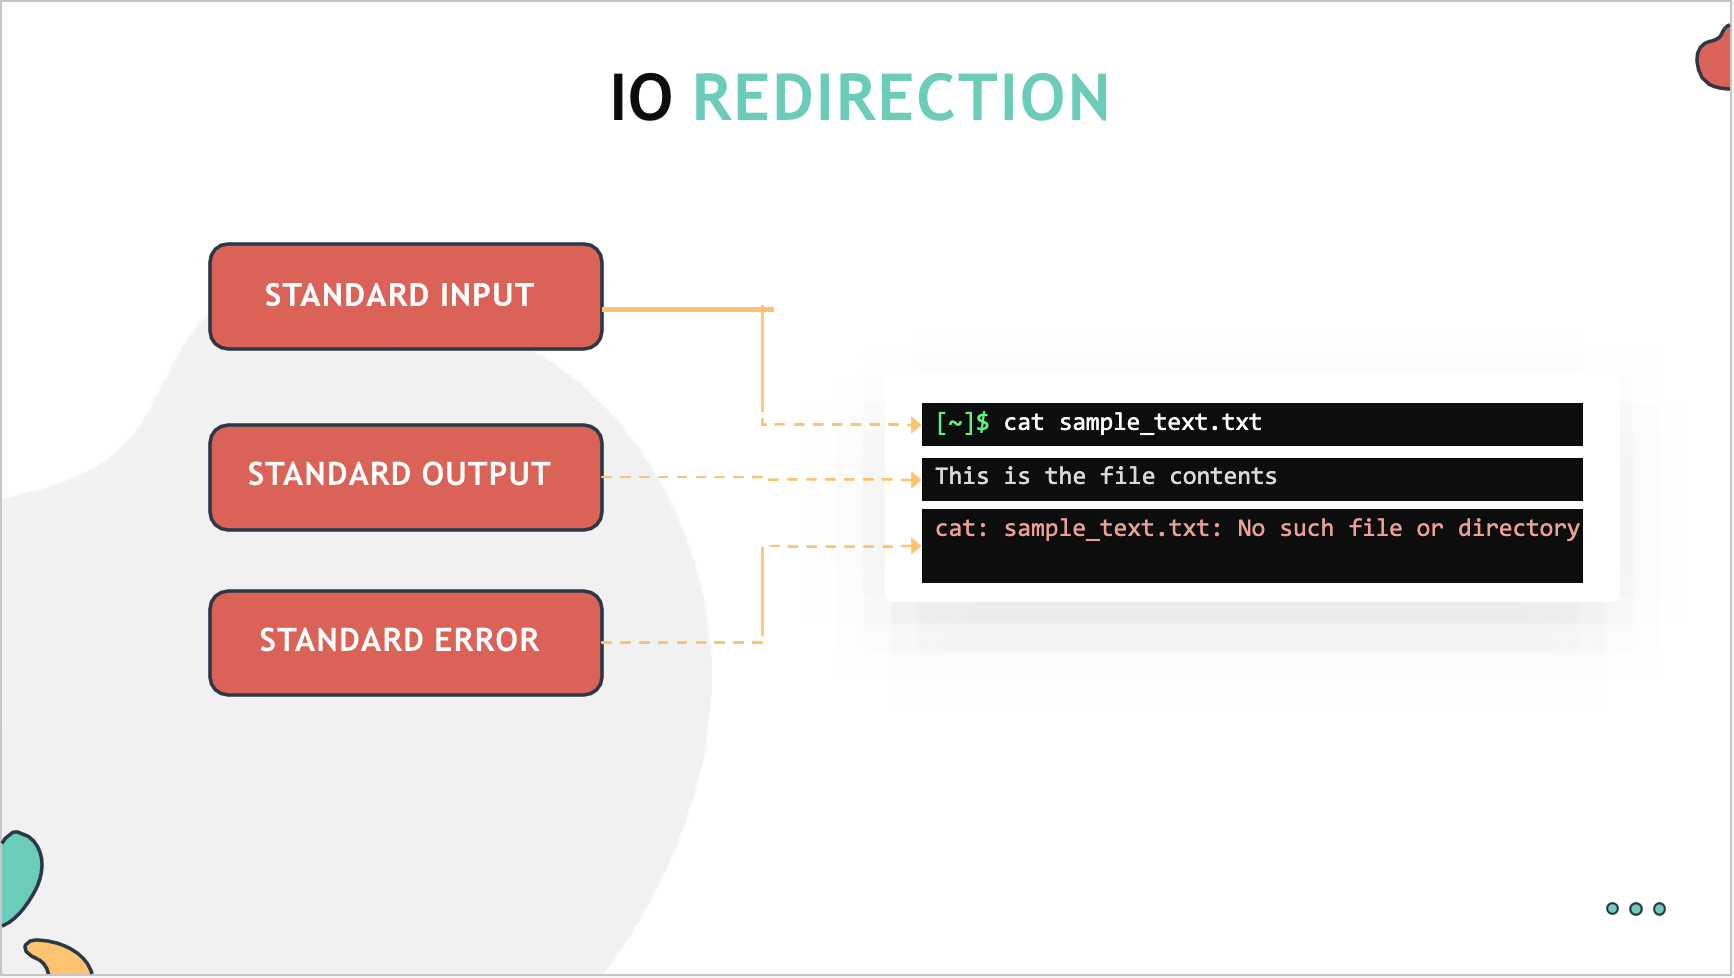 IO REDIRECTION
STANDARD INPUT
STANDARD OUTPUT
STANDARD ERROR
[~]$ cat sample_text.txt
This is the file contents
cat: sample_text.txt: No such file or directory